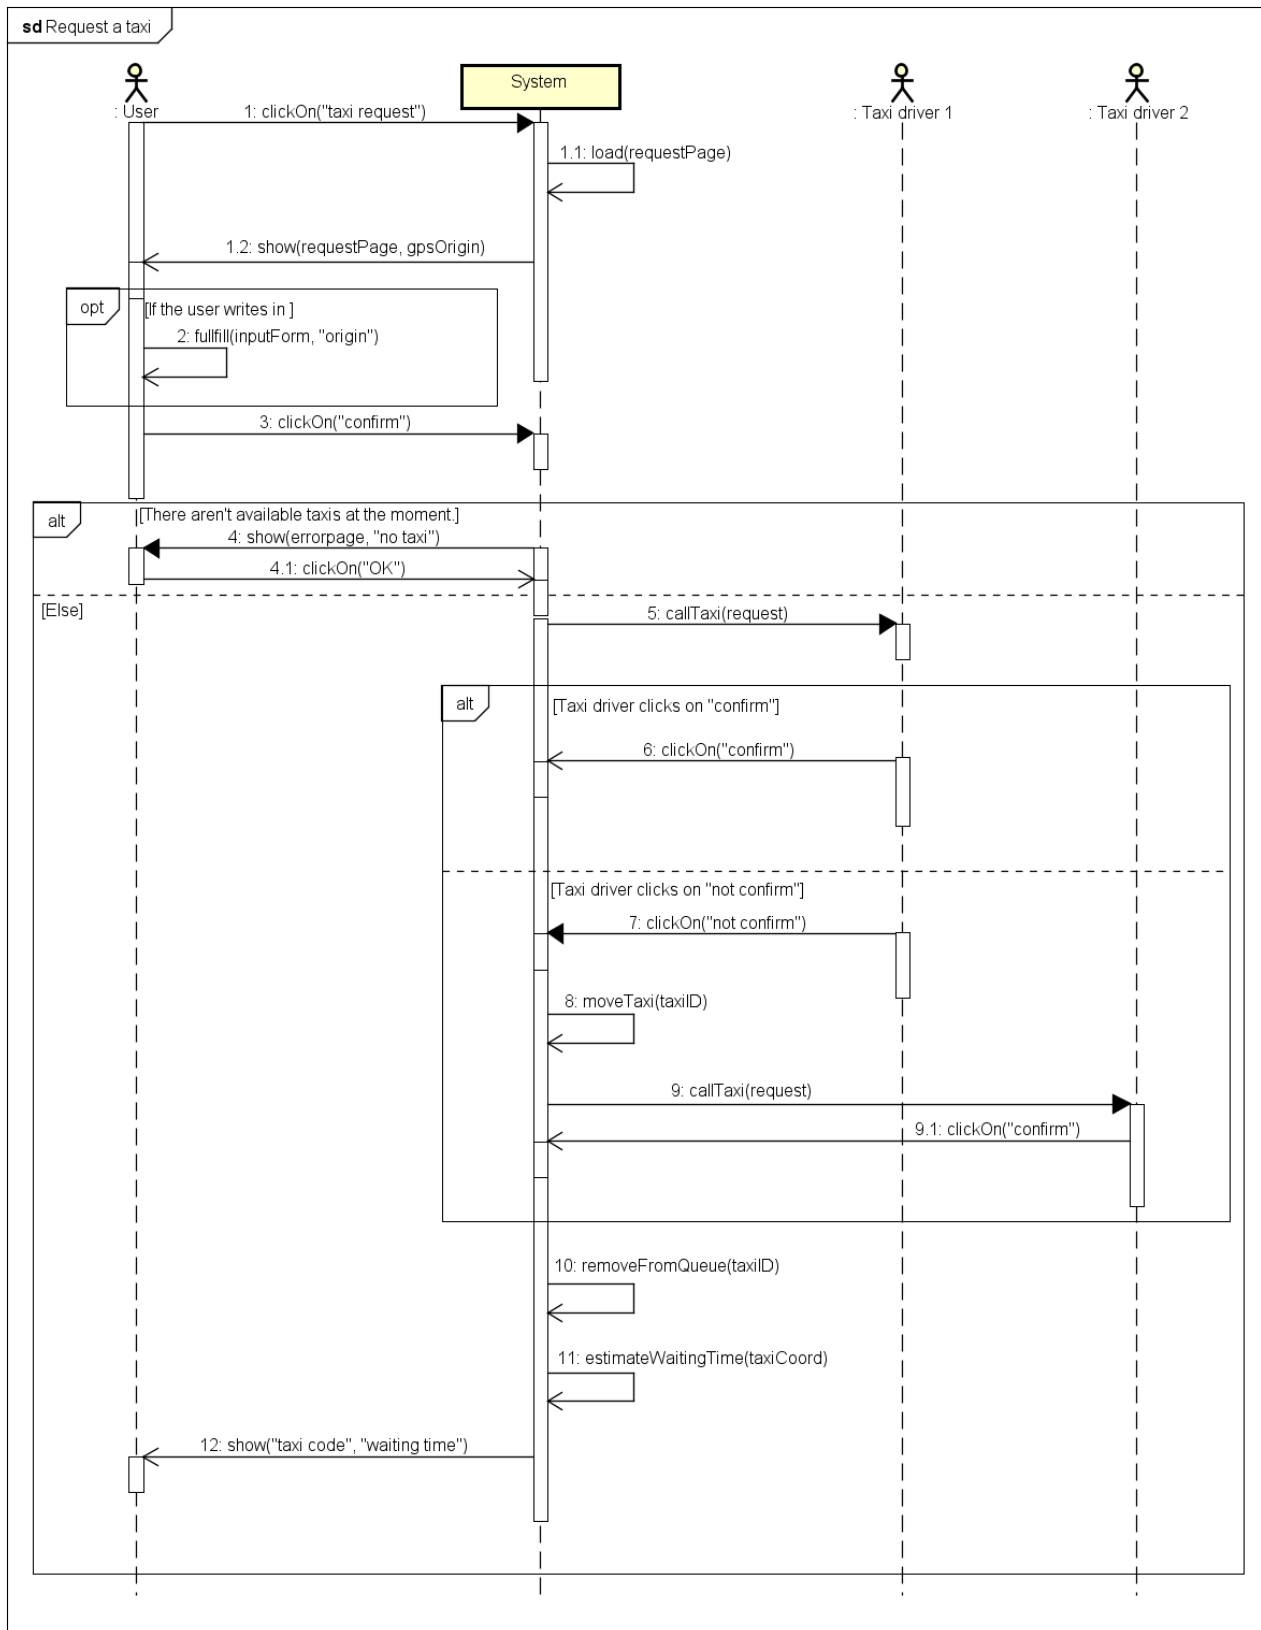 sd Request a taxi
System
: User
: Taxi driver 1
: Taxi driver 2
1: clickOn("taxi request")
1.1: load(requestPage)
1.2: show(requestPage, gpsOrigin)
opt
[If the user writes in ]
2: fullfill(inputForm, "origin")
3: clickOn("confirm")
alt
[There aren't available taxis at the moment.]
4: show(errorpage, "no taxi")
4.1: clickOn("OK")
[Else]
5: callTaxi(request)
alt
[Taxi driver clicks on "confirm"]
6: clickOn("confirm")
[Taxi driver clicks on "not confirm"]
7: clickOn("not confirm")
8: moveTaxi(taxiID)
9: callTaxi(request)
9.1: clickOn("confirm")
10: removeFromQueue(taxiID)
11: estimateWaitingTime(taxiCoord)
12: show("taxi code", "waiting time")